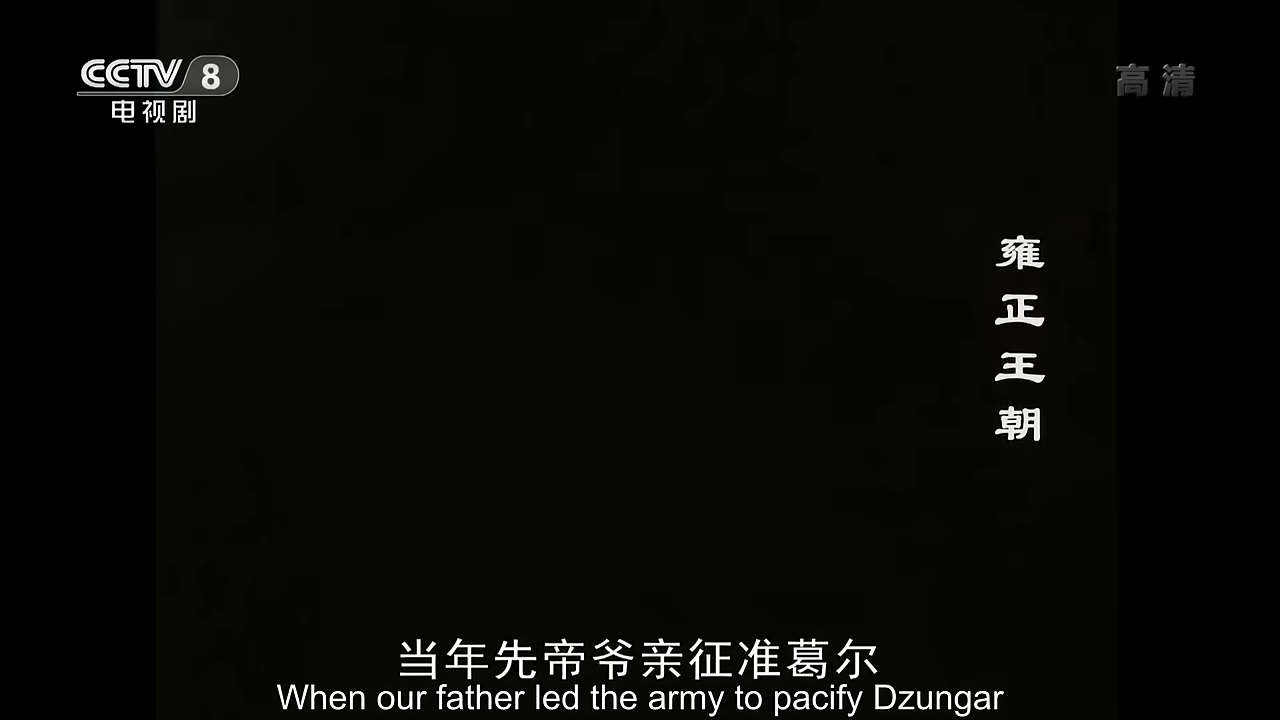 CCTV 8
电视剧
高清
雍正王朝
当年先帝爷亲征准葛尔
When our father led the army to pacify Dzungar